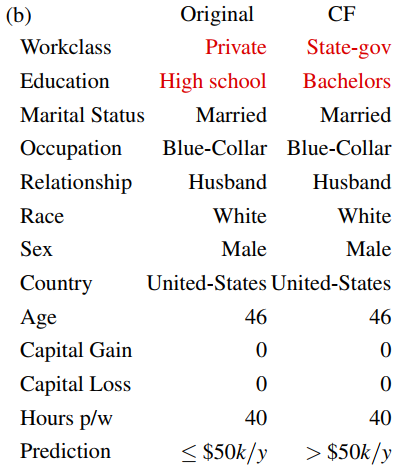 (b) Original CF
Workclass Private State-gov
Education High school Bachelors
Marital Status Married Married
Occupation Blue-Collar Blue-Collar
Relationship Husband Husband
Race White White
Sex Male Male
Country United-States United-States
Age 46 46
Capital Gain 0 0
Capital Loss 0 0
Hours p/w 40 40
Prediction ≤ $50k/y > $50k/y